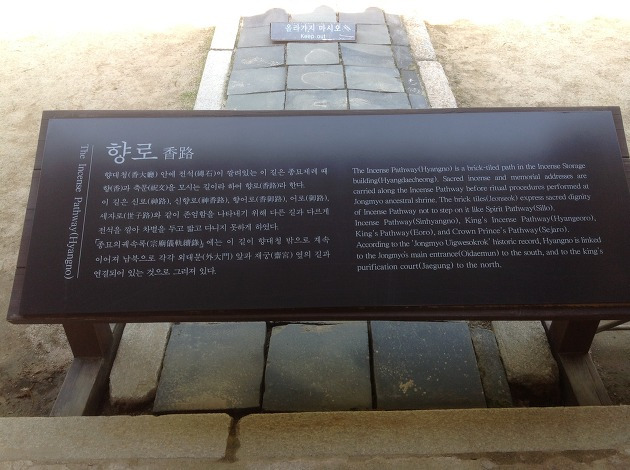 올라가지 마시오
Keep out
향로 香路
The Incense Pathway(Hyangno)
향대청(香大廳) 안에 전석(磚石)이 깔려있는 이 길은 종묘제례 때
향(香)과 축문(祝文)을 모시는 길이라 하여 향로(香路)라 한다.
이 길은 신로(神路), 신향로(神香路), 향어로(香御路), 어로(御路),
세자로(世子路)와 같이 존엄함을 나타내기 위해 다른 길과 다르게
전석을 깔아 차별을 두고 밟고 다니지 못하게 하였다.
『종묘의궤속록(宗廟儀軌續錄)』에는 이 길이 향대청 밖으로 계속
이어져 남북으로 각각 외대문(外大門) 앞과 재궁(齋宮) 옆의 길과
연결되어 있는 것으로 그려져 있다.
The Incense Pathway(Hyangno) is a brick-tiled path in the Incense Storage
building(Hyangdaecheong). Sacred incense and memorial addresses are
carried along the Incense Pathway before ritual procedures performed at
Jongmyo ancestral shrine. The brick tiles(Jeonseok) express sacred dignity
of Incense Pathway not to step on it like Spirit Pathway(Sillo),
Incense Pathway(Sinhyangno), King's Incense Pathway(Hyangeoro),
King's Pathway(Eoro), and Crown Prince's Pathway(Sejaro).
According to the 'Jongmyo Uigwesokrok' historic record, Hyangno is linked
to the Jongmyo's main entrance(Oidaemun) to the south, and to the king's
purification court(Jaegung) to the north.